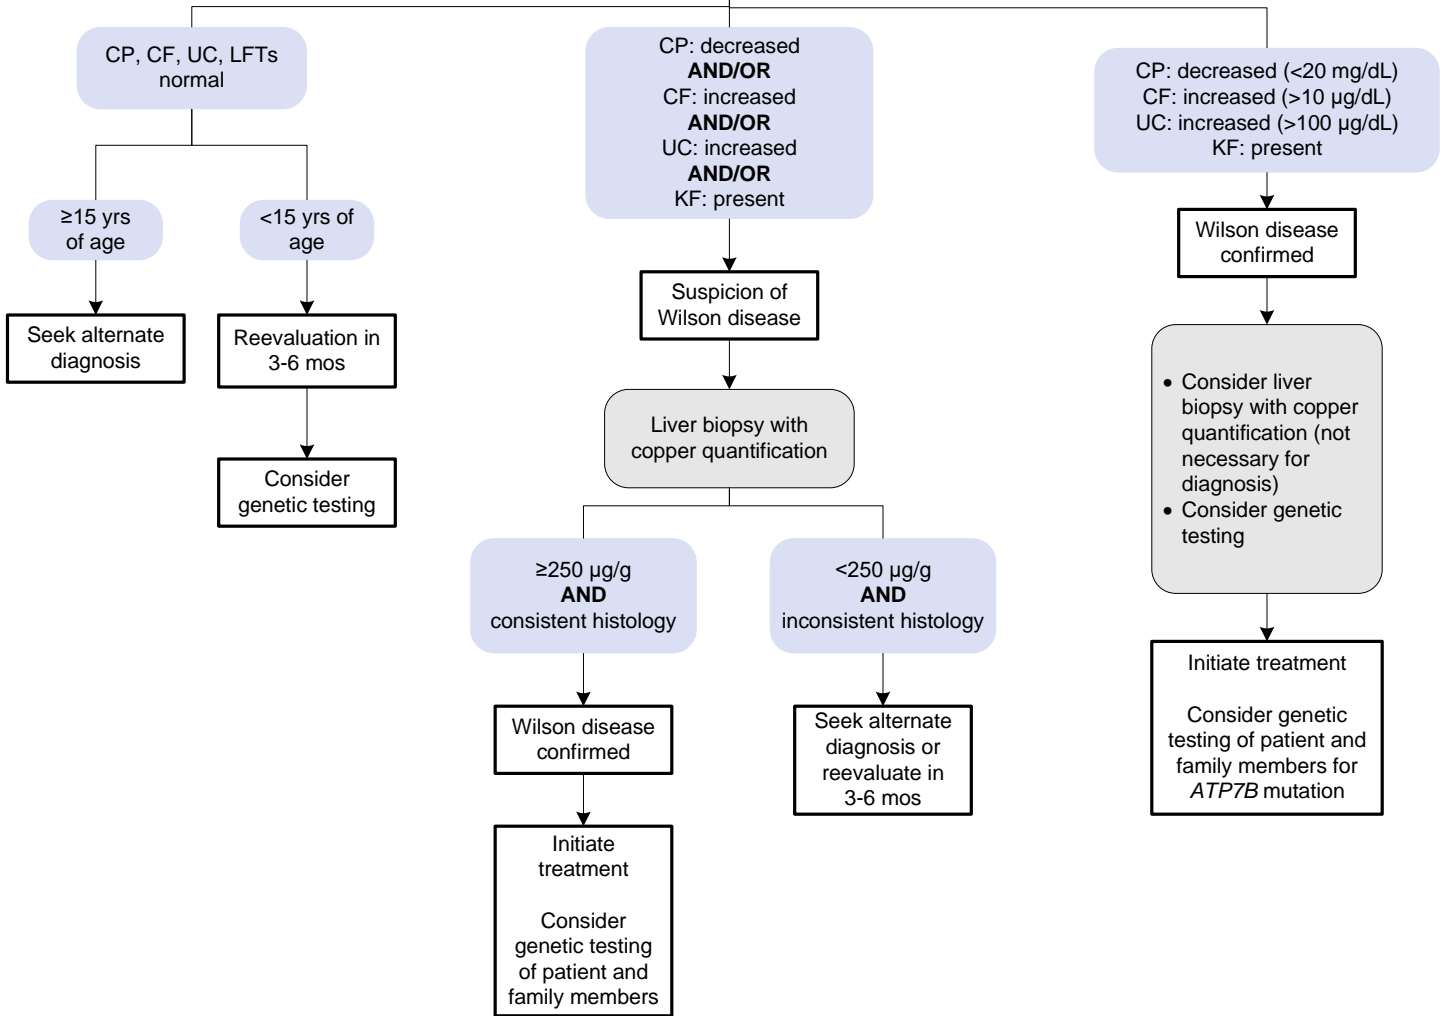 CP, CF, UC, LFTs
normal
≥15 yrs
of age
<15 yrs of
age
Seek alternate
diagnosis
Reevaluation in
3-6 mos
Consider
genetic testing
CP: decreased
AND/OR
CF: increased
AND/OR
UC: increased
AND/OR
KF: present
Suspicion of
Wilson disease
Liver biopsy with
copper quantification
≥250 µg/g
AND
consistent histology
<250 µg/g
AND
inconsistent histology
Wilson disease
confirmed
Seek alternate
diagnosis or
reevaluate in
3-6 mos
Initiate
treatment
Consider
genetic testing
of patient and
family members
CP: decreased (<20 mg/dL)
CF: increased (>10 µg/dL)
UC: increased (>100 µg/dL)
KF: present
Wilson disease
confirmed
• Consider liver
biopsy with copper
quantification (not
necessary for
diagnosis)
• Consider genetic
testing
Initiate treatment
Consider genetic
testing of patient and
family members for
ATP7B mutation